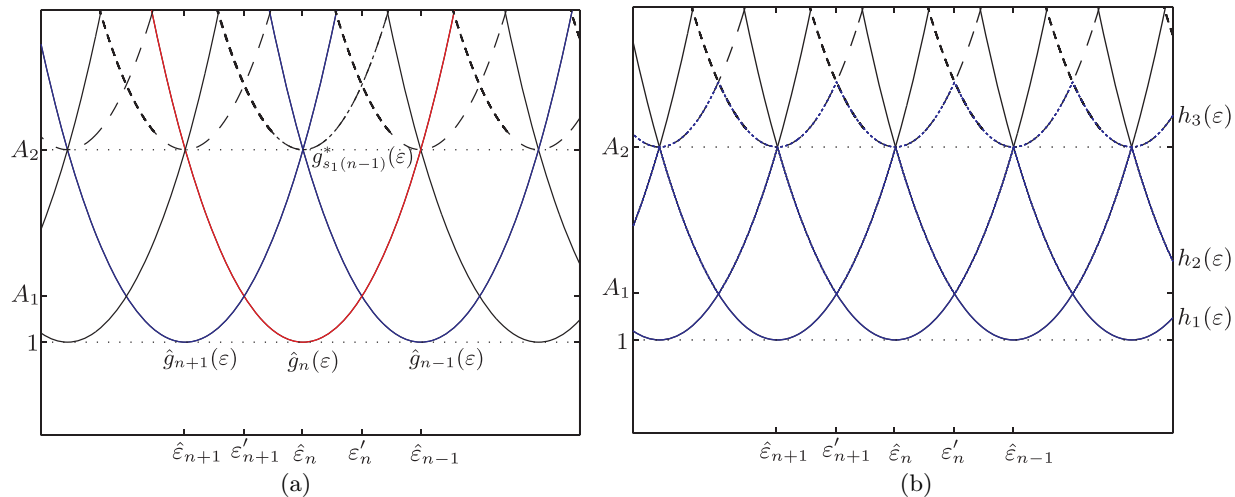 A₂
g*ₛ₁₍ₙ₋₁₎(ε)
A₁
1
ĝₙ₊₁(ε)
ĝₙ(ε)
ĝₙ₋₁(ε)
ε̂ₙ₊₁
ε′ₙ₊₁
ε̂ₙ
ε′ₙ
ε̂ₙ₋₁
(a)
h₃(ε)
A₂
h₂(ε)
A₁
h₁(ε)
1
ε̂ₙ₊₁
ε′ₙ₊₁
ε̂ₙ
ε′ₙ
ε̂ₙ₋₁
(b)